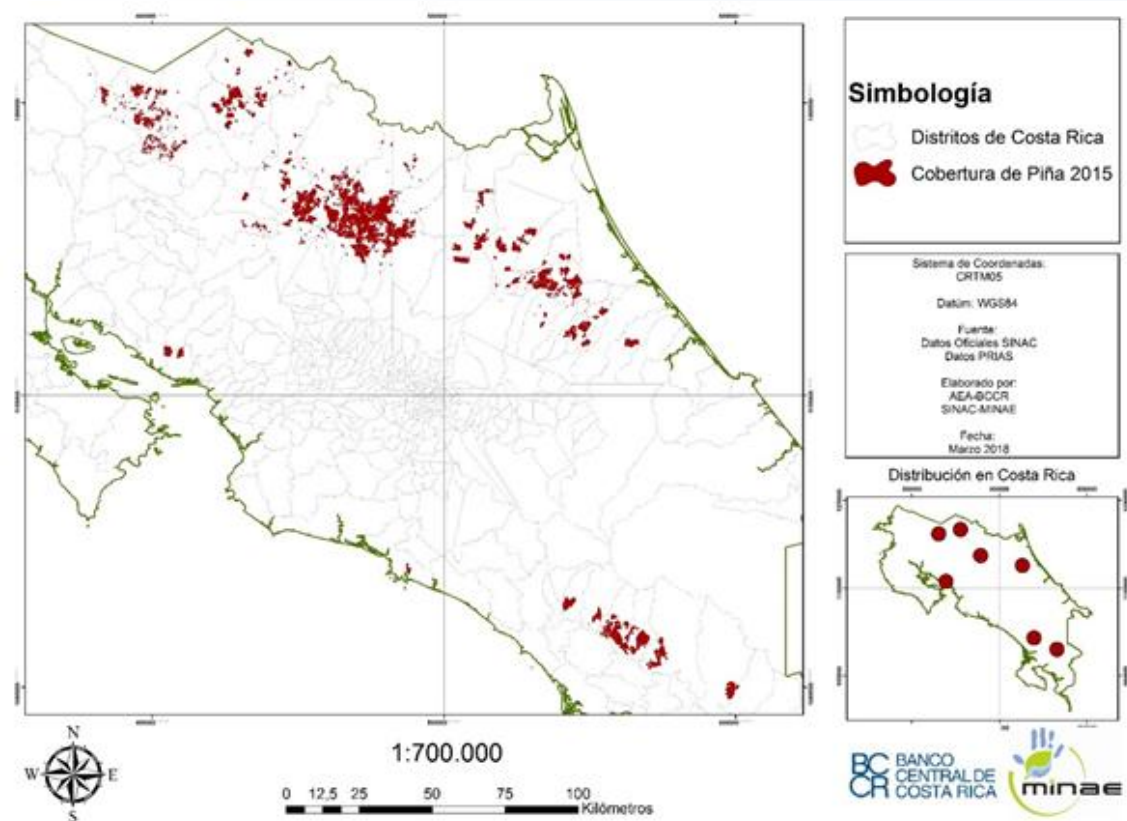 Simbología
Distritos de Costa Rica
Cobertura de Piña 2015
Sistema de Coordenadas:
CRTM05
Datúm: WGS84
Fuente:
Datos Oficiales SINAC
Datos PRIAS
Elaborado por:
AEA-BCCR
SINAC-MINAE
Fecha:
Marzo 2018
Distribución en Costa Rica
N
W E
S
1:700.000
0 12,5 25 50 75 100
Kilómetros
BC
CR
BANCO
CENTRAL DE
COSTA RICA
minae